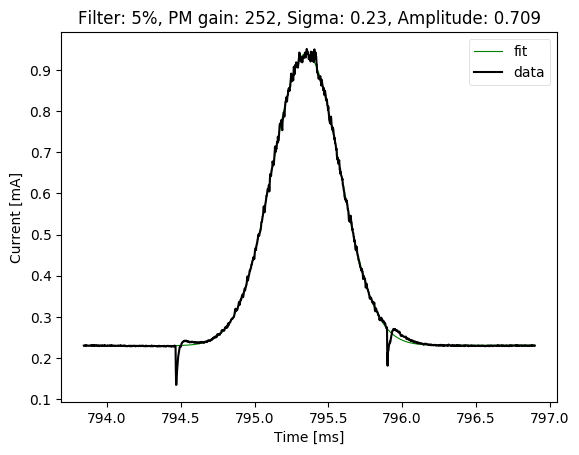 Filter: 5%, PM gain: 252, Sigma: 0.23, Amplitude: 0.709
fit
data
0.9
0.8
0.7
0.6
0.5
0.4
0.3
0.2
0.1
Current [mA]
794.0 794.5 795.0 795.5 796.0 796.5 797.0
Time [ms]